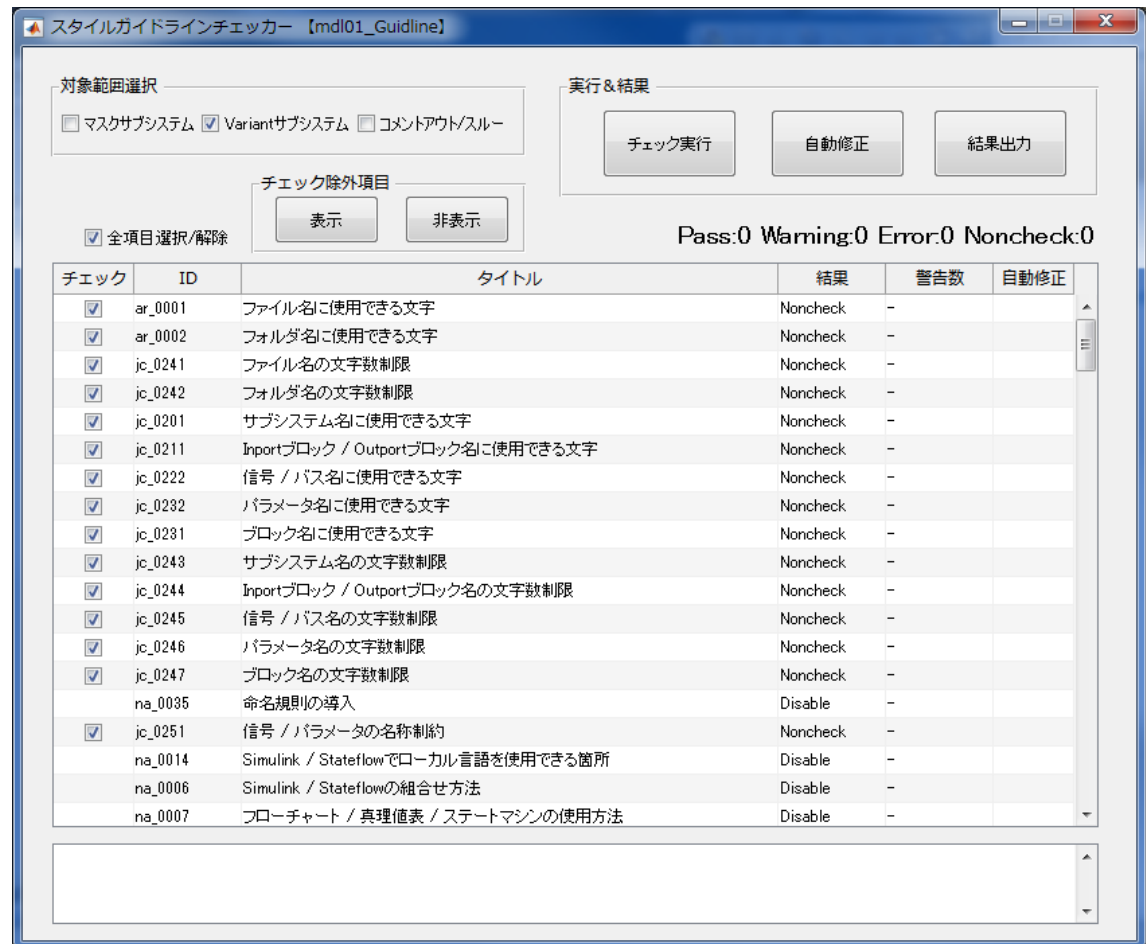 スタイルガイドラインチェッカー 【mdl01_Guidline】
対象範囲選択
マスクサブシステム Variantサブシステム コメントアウト/スルー
実行&結果
チェック実行 自動修正 結果出力
チェック除外項目
表示 非表示
全項目選択/解除
Pass:0 Warning:0 Error:0 Noncheck:0
チェック ID タイトル 結果 警告数 自動修正
ar_0001 ファイル名に使用できる文字 Noncheck -
ar_0002 フォルダ名に使用できる文字 Noncheck -
jc_0241 ファイル名の文字数制限 Noncheck -
jc_0242 フォルダ名の文字数制限 Noncheck -
jc_0201 サブシステム名に使用できる文字 Noncheck -
jc_0211 Inportブロック / Outportブロック名に使用できる文字 Noncheck -
jc_0222 信号 / バス名に使用できる文字 Noncheck -
jc_0232 パラメータ名に使用できる文字 Noncheck -
jc_0231 ブロック名に使用できる文字 Noncheck -
jc_0243 サブシステム名の文字数制限 Noncheck -
jc_0244 Inportブロック / Outportブロック名の文字数制限 Noncheck -
jc_0245 信号 / バス名の文字数制限 Noncheck -
jc_0246 パラメータ名の文字数制限 Noncheck -
jc_0247 ブロック名の文字数制限 Noncheck -
na_0035 命名規則の導入 Disable -
jc_0251 信号 / パラメータの名称制約 Noncheck -
na_0014 Simulink / Stateflowでローカル言語を使用できる箇所 Disable -
na_0006 Simulink / Stateflowの組合せ方法 Disable -
na_0007 フローチャート / 真理値表 / ステートマシンの使用方法 Disable -